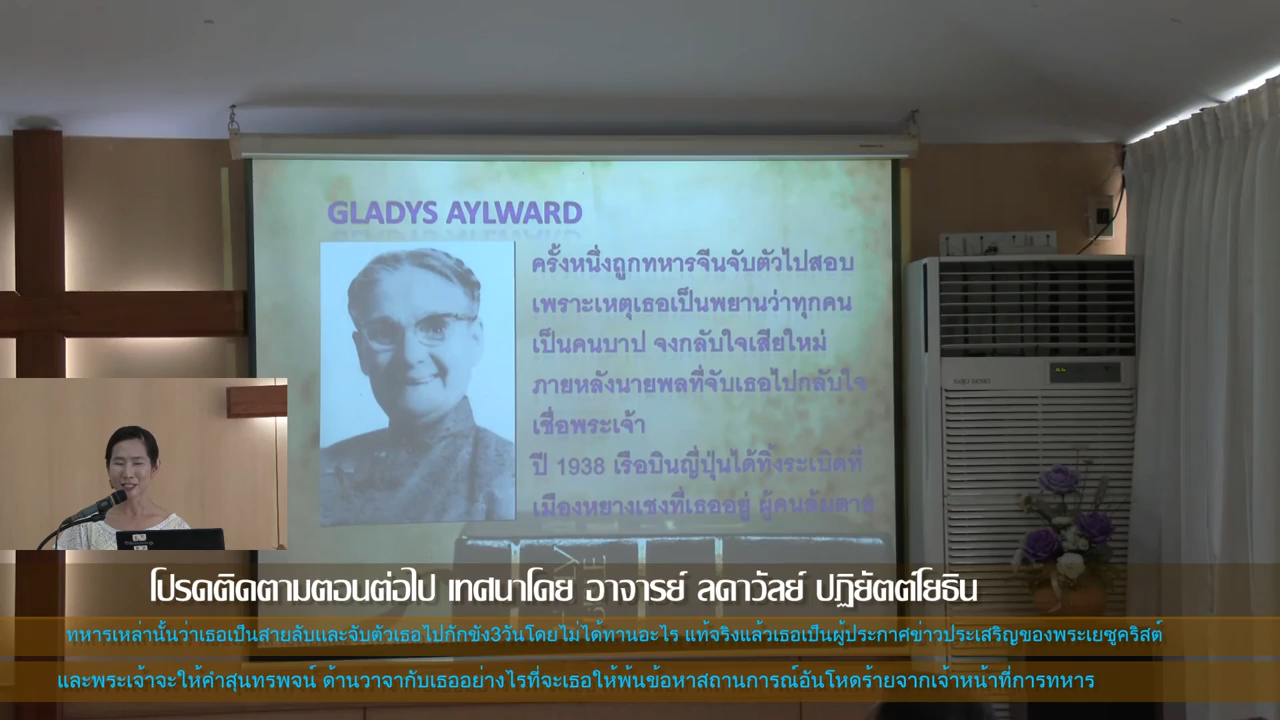 GLADYS AYLWARD
ครั้งหนึ่งถูกทหารจีนจับตัวไปสอบ
เพราะเหตุเธอเป็นพยานว่าทุกคน
เป็นคนบาป จงกลับใจเสียใหม่
ภายหลังนายพลที่จับเธอไปกลับใจ
เชื่อพระเจ้า
ปี 1938 เรือบินญี่ปุ่นได้ทิ้งระเบิดที่
เมืองหยางเชงที่เธออยู่ ผู้คนล้มตาย
โปรดติดตามตอนต่อไป เทศนาโดย อาจารย์ ลดาวัลย์ ปฏิยัตต์โยธิน
ทหารเหล่านั้นว่าเธอเป็นสายลับและจับตัวเธอไปกักขัง3วันโดยไม่ได้ทานอะไร แท้จริงแล้วเธอเป็นผู้ประกาศข่าวประเสริญของพระเยซูคริสต์
และพระเจ้าจะให้คำสุนทรพจน์ ด้านวาจากับเธออย่างไรที่จะเธอให้พ้นข้อหาสถานการณ์อันโหดร้ายจากเจ้าหน้าที่การทหาร